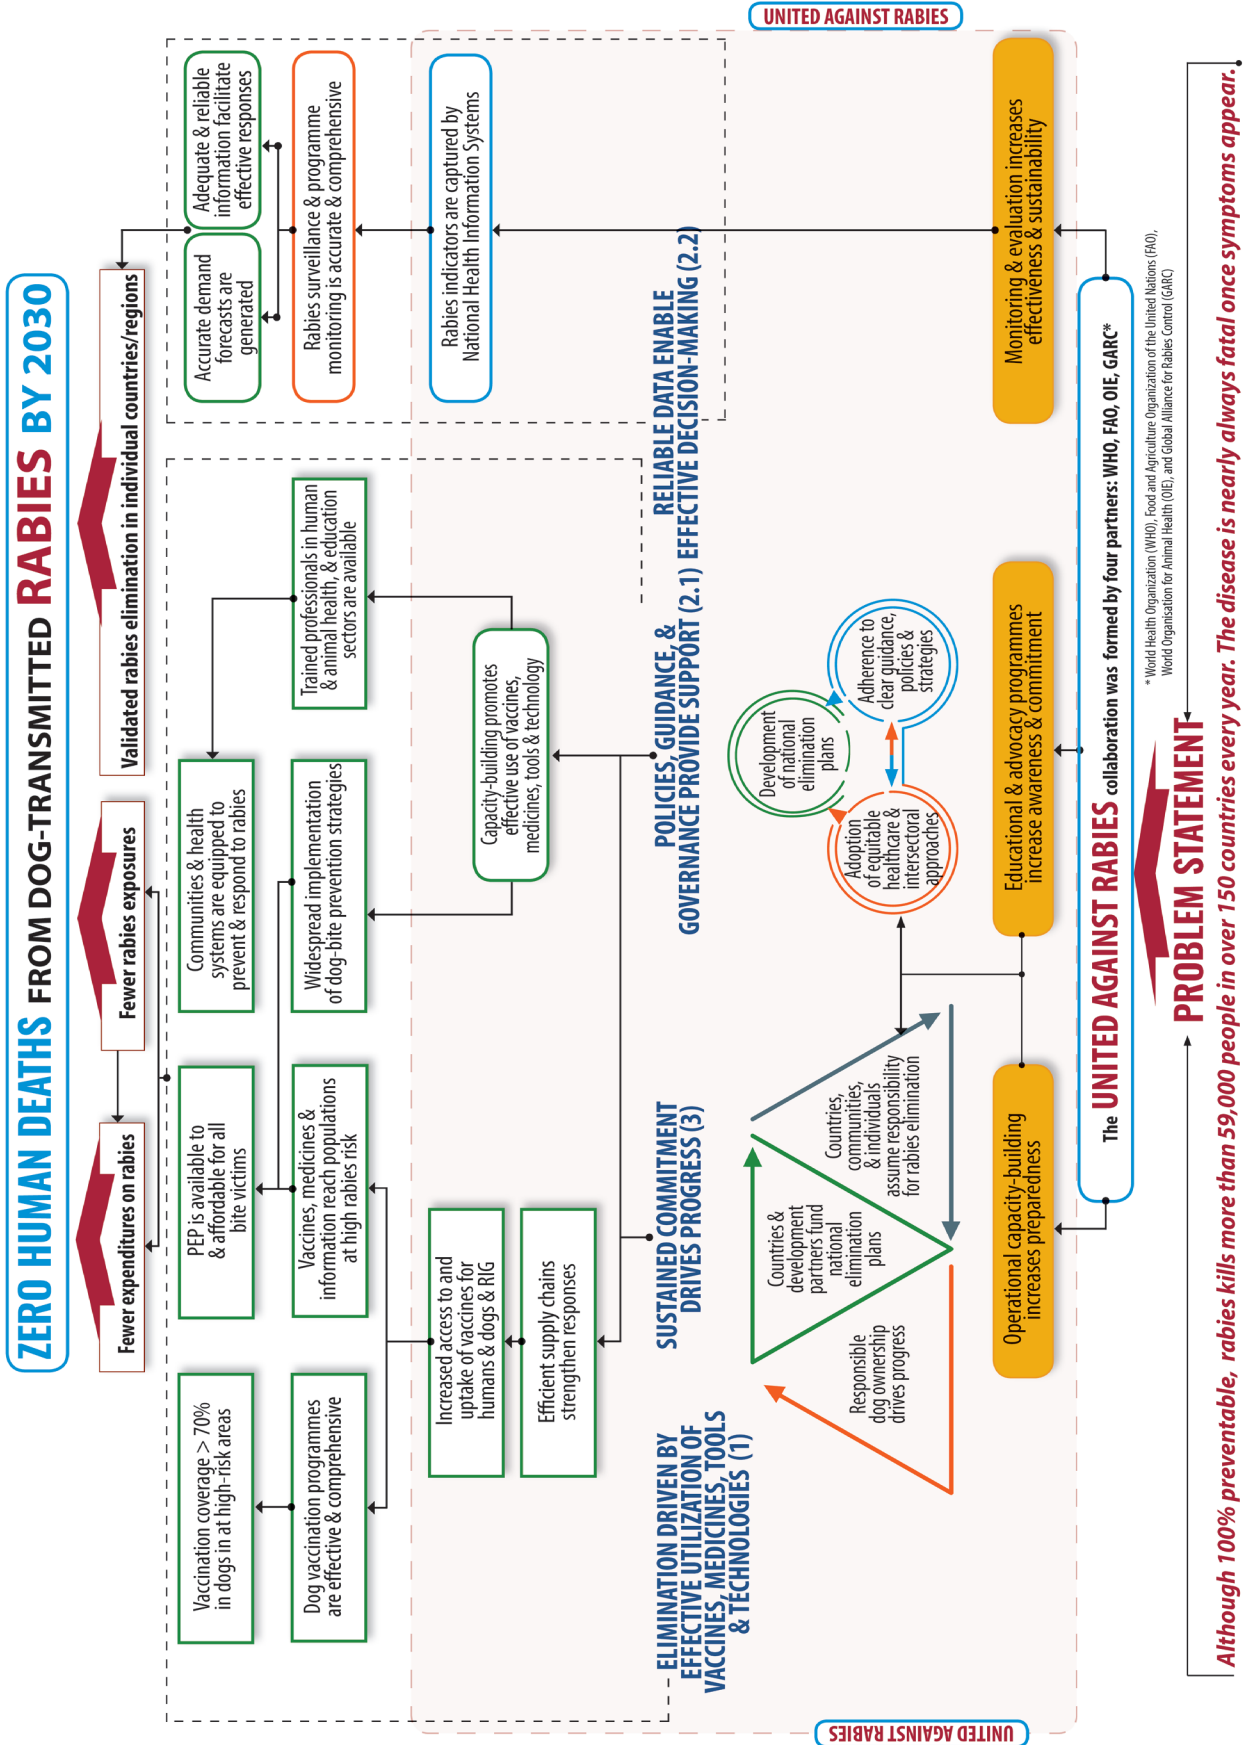 ZERO HUMAN DEATHS FROM DOG-TRANSMITTED RABIES BY 2030
Fewer expenditures on rabies
Fewer rabies exposures
Validated rabies elimination in individual countries/regions
Vaccination coverage > 70%
in dogs in at high-risk areas
PEP is available to
& affordable for all
bite victims
Communities & health
systems are equipped to
prevent & respond to rabies
Accurate demand
forecasts are
generated
Adequate & reliable
information facilitate
effective responses
Dog vaccination programmes
are effective & comprehensive
Vaccines, medicines &
information reach populations
at high rabies risk
Widespread implementation
of dog-bite prevention strategies
Trained professionals in human
& animal health, & education
sectors are available
Rabies surveillance & programme
monitoring is accurate & comprehensive
Increased access to and
uptake of vaccines for
humans & dogs & RIG
Efficient supply chains
strengthen responses
Capacity-building promotes
effective use of vaccines,
medicines, tools & technology
Rabies indicators are captured by
National Health Information Systems
ELIMINATION DRIVEN BY
EFFECTIVE UTILIZATION OF
VACCINES, MEDICINES, TOOLS
& TECHNOLOGIES (1)
SUSTAINED COMMITMENT
DRIVES PROGRESS (3)
POLICIES, GUIDANCE, &
GOVERNANCE PROVIDE SUPPORT (2.1)
RELIABLE DATA ENABLE
EFFECTIVE DECISION-MAKING (2.2)
UNITED AGAINST RABIES
UNITED AGAINST RABIES
Responsible
dog ownership
drives progress
Countries &
development
partners fund
national
elimination
plans
Countries,
communities,
& individuals
assume responsibility
for rabies elimination
Adoption
of equitable
healthcare &
intersectoral
approaches
Development
of national
elimination
plans
Adherence to
clear guidance,
policies &
strategies
Operational capacity-building
increases preparedness
Educational & advocacy programmes
increase awareness & commitment
Monitoring & evaluation increases
effectiveness & sustainability
The UNITED AGAINST RABIES collaboration was formed by four partners: WHO, FAO, OIE, GARC*
* World Health Organization (WHO), Food and Agriculture Organization of the United Nations (FAO),
World Organisation for Animal Health (OIE), and Global Alliance for Rabies Control (GARC)
PROBLEM STATEMENT
Although 100% preventable, rabies kills more than 59,000 people in over 150 countries every year. The disease is nearly always fatal once symptoms appear.